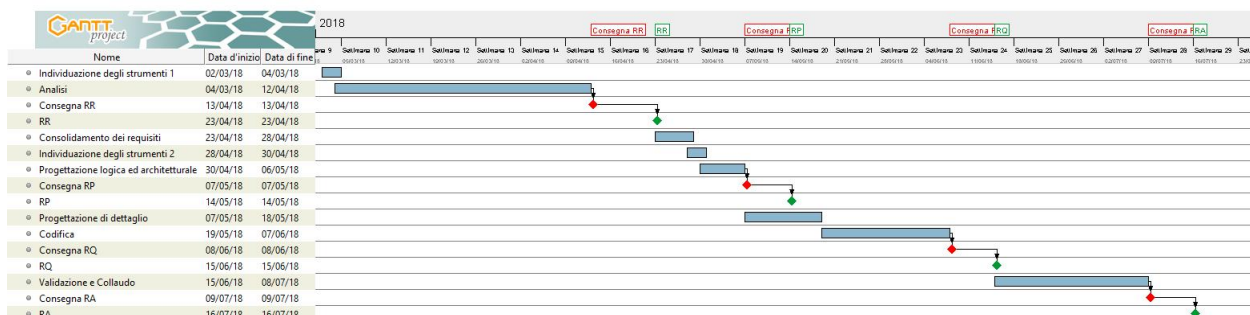 GANTT
project
2018
Consegna RR RR Consegna RP Consegna RQ Consegna RA
Settimana 10 Settimana 11 Settimana 12 Settimana 13 Settimana 14 Settimana 15 Settimana 16 Settimana 17 Settimana 18 Settimana 19 Settimana 20 Settimana 21 Settimana 22 Settimana 23 Settimana 24 Settimana 25 Settimana 26 Settimana 27 Settimana 28 Settimana 29
Nome Data d'inizio Data di fine
Individuazione degli strumenti 1 02/03/18 04/03/18
Analisi 04/03/18 12/04/18
Consegna RR 13/04/18 13/04/18
RR 23/04/18 23/04/18
Consolidamento dei requisiti 23/04/18 28/04/18
Individuazione degli strumenti 2 28/04/18 30/04/18
Progettazione logica ed architetturale 30/04/18 06/05/18
Consegna RP 07/05/18 07/05/18
RP 14/05/18 14/05/18
Progettazione di dettaglio 07/05/18 18/05/18
Codifica 19/05/18 07/06/18
Consegna RQ 08/06/18 08/06/18
RQ 15/06/18 15/06/18
Validazione e Collaudo 15/06/18 08/07/18
Consegna RA 09/07/18 09/07/18
RA 16/07/18 16/07/18